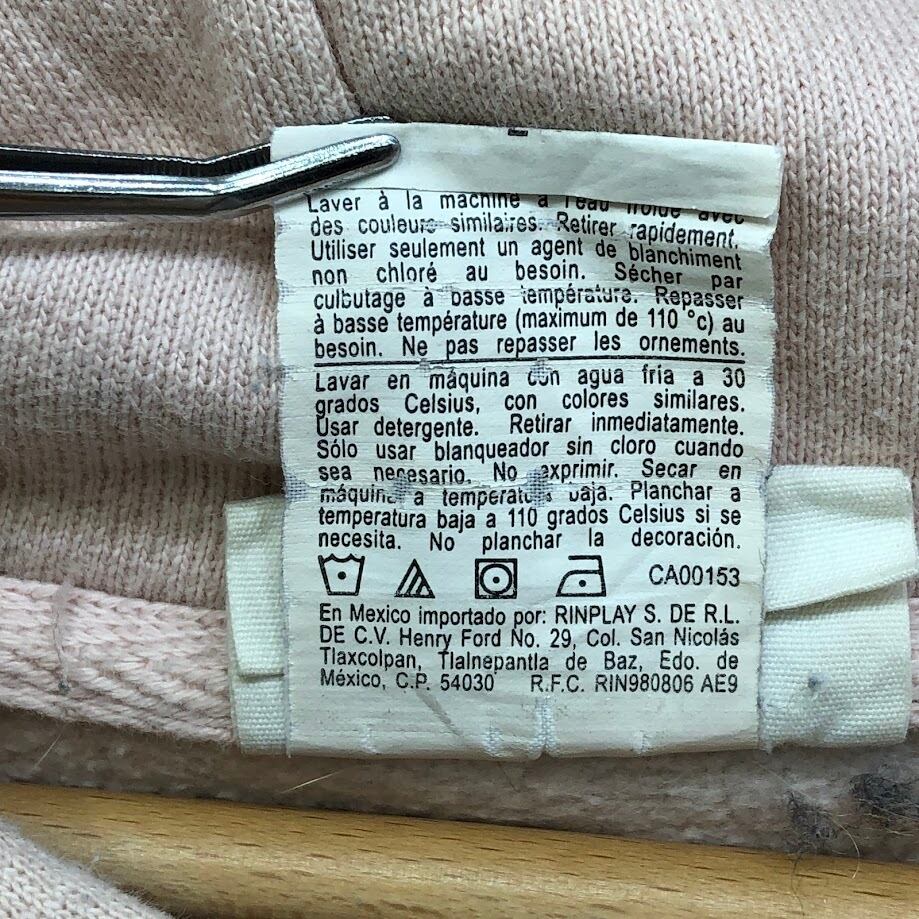 Laver à la machine à l'eau froide avec
des couleurs similaires. Retirer rapidement.
Utiliser seulement un agent de blanchiment
non chloré au besoin. Sécher par
culbutage à basse température. Repasser
à basse température (maximum de 110 °c) au
besoin. Ne pas repasser les ornements.
Lavar en máquina con agua fria a 30
grados Celsius, con colores similares.
Usar detergente. Retirar inmediatamente.
Sólo usar blanqueador sin cloro cuando
sea necesario. No exprimir. Secar en
máquina a temperatura baja. Planchar a
temperatura baja a 110 grados Celsius si se
necesita. No planchar la decoración.
CA00153
En Mexico importado por: RINPLAY S. DE R.L.
DE C.V. Henry Ford No. 29, Col. San Nicolás
Tlaxcolpan, Tlalnepantla de Baz, Edo. de
México, C.P. 54030 R.F.C. RIN980806 AE9